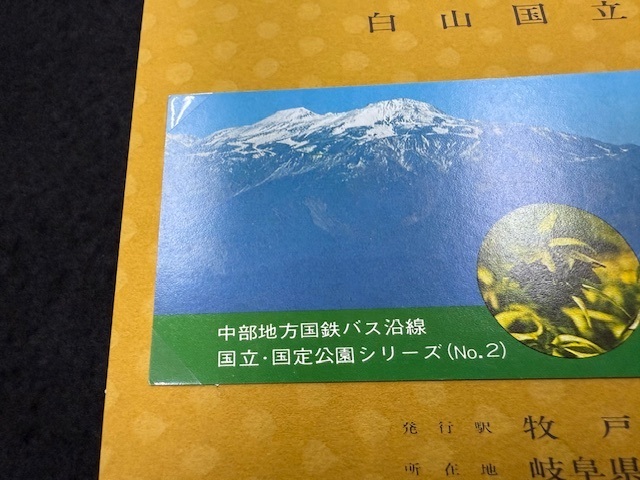 白山国立
中部地方国鉄バス沿線
国立·国定公園シリーズ(No.2)
発行駅 牧戸
所在地 岐阜県